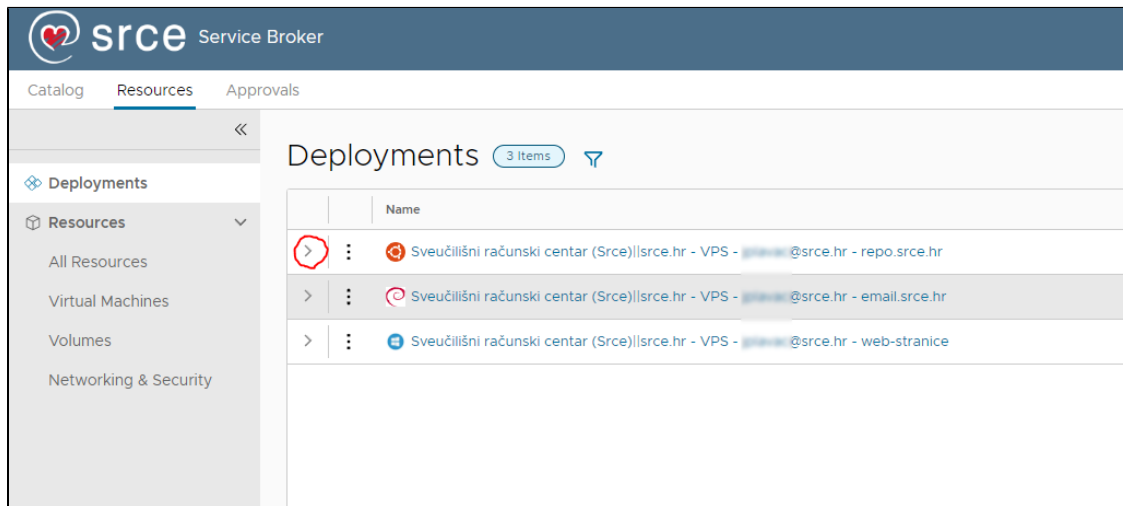 srce Service Broker
Catalog Resources Approvals
Deployments 3 Items
Deployments
Resources
All Resources
Virtual Machines
Volumes
Networking & Security
Name
Sveučilišni računski centar (Srce)||srce.hr - VPS - @srce.hr - repo.srce.hr
Sveučilišni računski centar (Srce)||srce.hr - VPS - @srce.hr - email.srce.hr
Sveučilišni računski centar (Srce)||srce.hr - VPS - @srce.hr - web-stranice